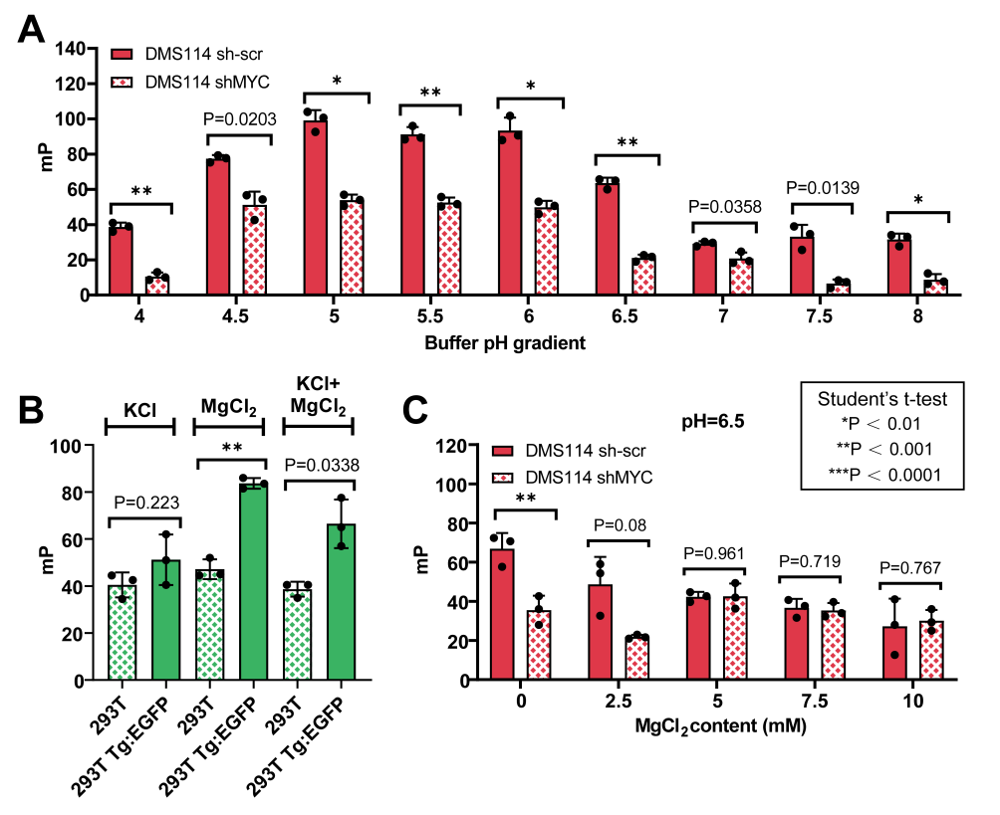 A
DMS114 sh-scr
DMS114 shMYC
mP
140
120
100
80
60
40
20
0
**
P=0.0203
*
**
*
**
P=0.0358
P=0.0139
*
4 4.5 5 5.5 6 6.5 7 7.5 8
Buffer pH gradient
B
KCl
MgCl2
KCl+
MgCl2
mP
100
80
60
40
20
0
P=0.223
**
P=0.0338
293T
293T Tg:EGFP
293T
293T Tg:EGFP
293T
293T Tg:EGFP
C
pH=6.5
Student's t-test
*P < 0.01
**P < 0.001
***P < 0.0001
DMS114 sh-scr
DMS114 shMYC
mP
120
100
80
60
40
20
0
**
P=0.08
P=0.961
P=0.719
P=0.767
0 2.5 5 7.5 10
MgCl2 content (mM)